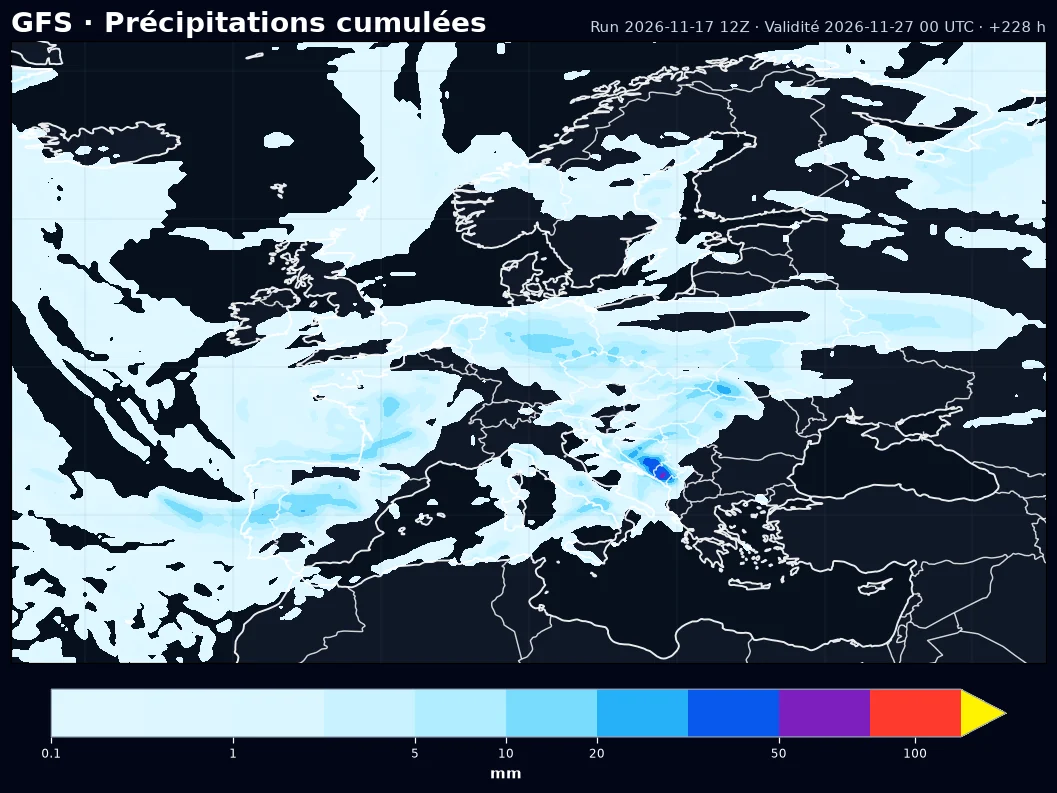 GFS · Précipitations cumulées
Run 2026-11-17 12Z · Validité 2026-11-27 00 UTC · +228 h
0.1 1 5 10 20 50 100
mm